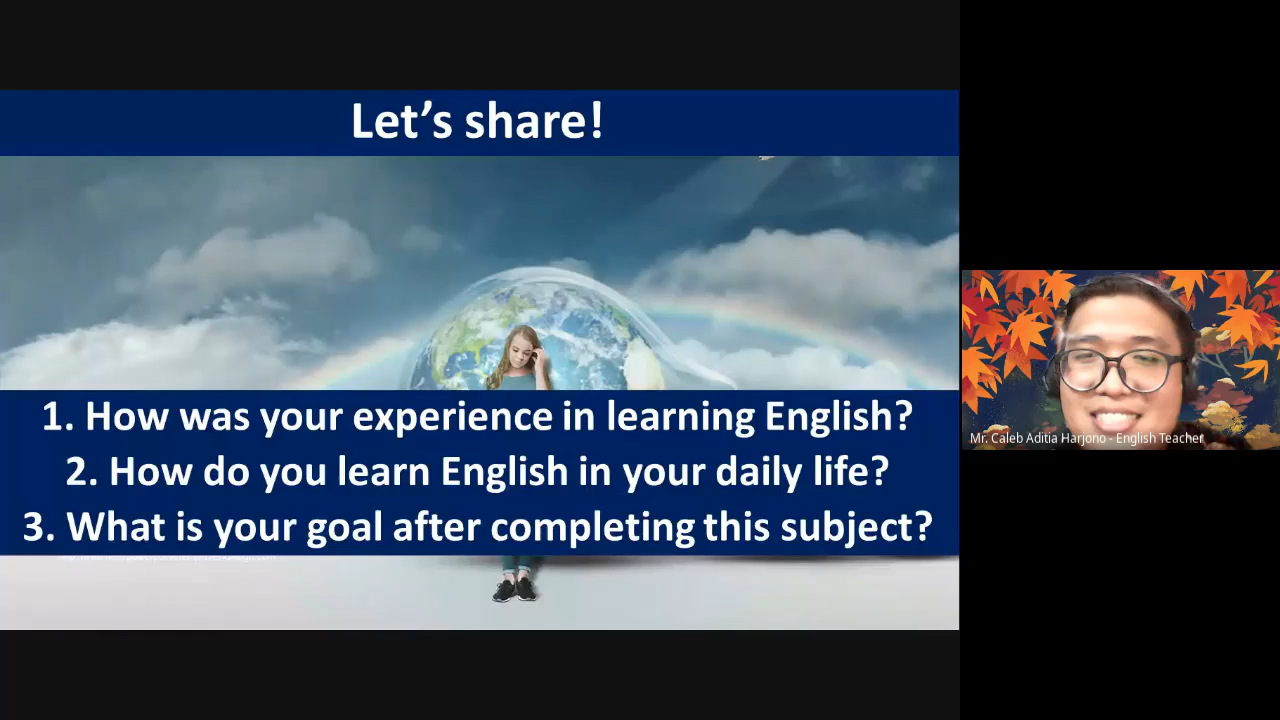 Let’s share!
1. How was your experience in learning English?
2. How do you learn English in your daily life?
3. What is your goal after completing this subject?
Mr. Caleb Aditia Harjono - English Teacher